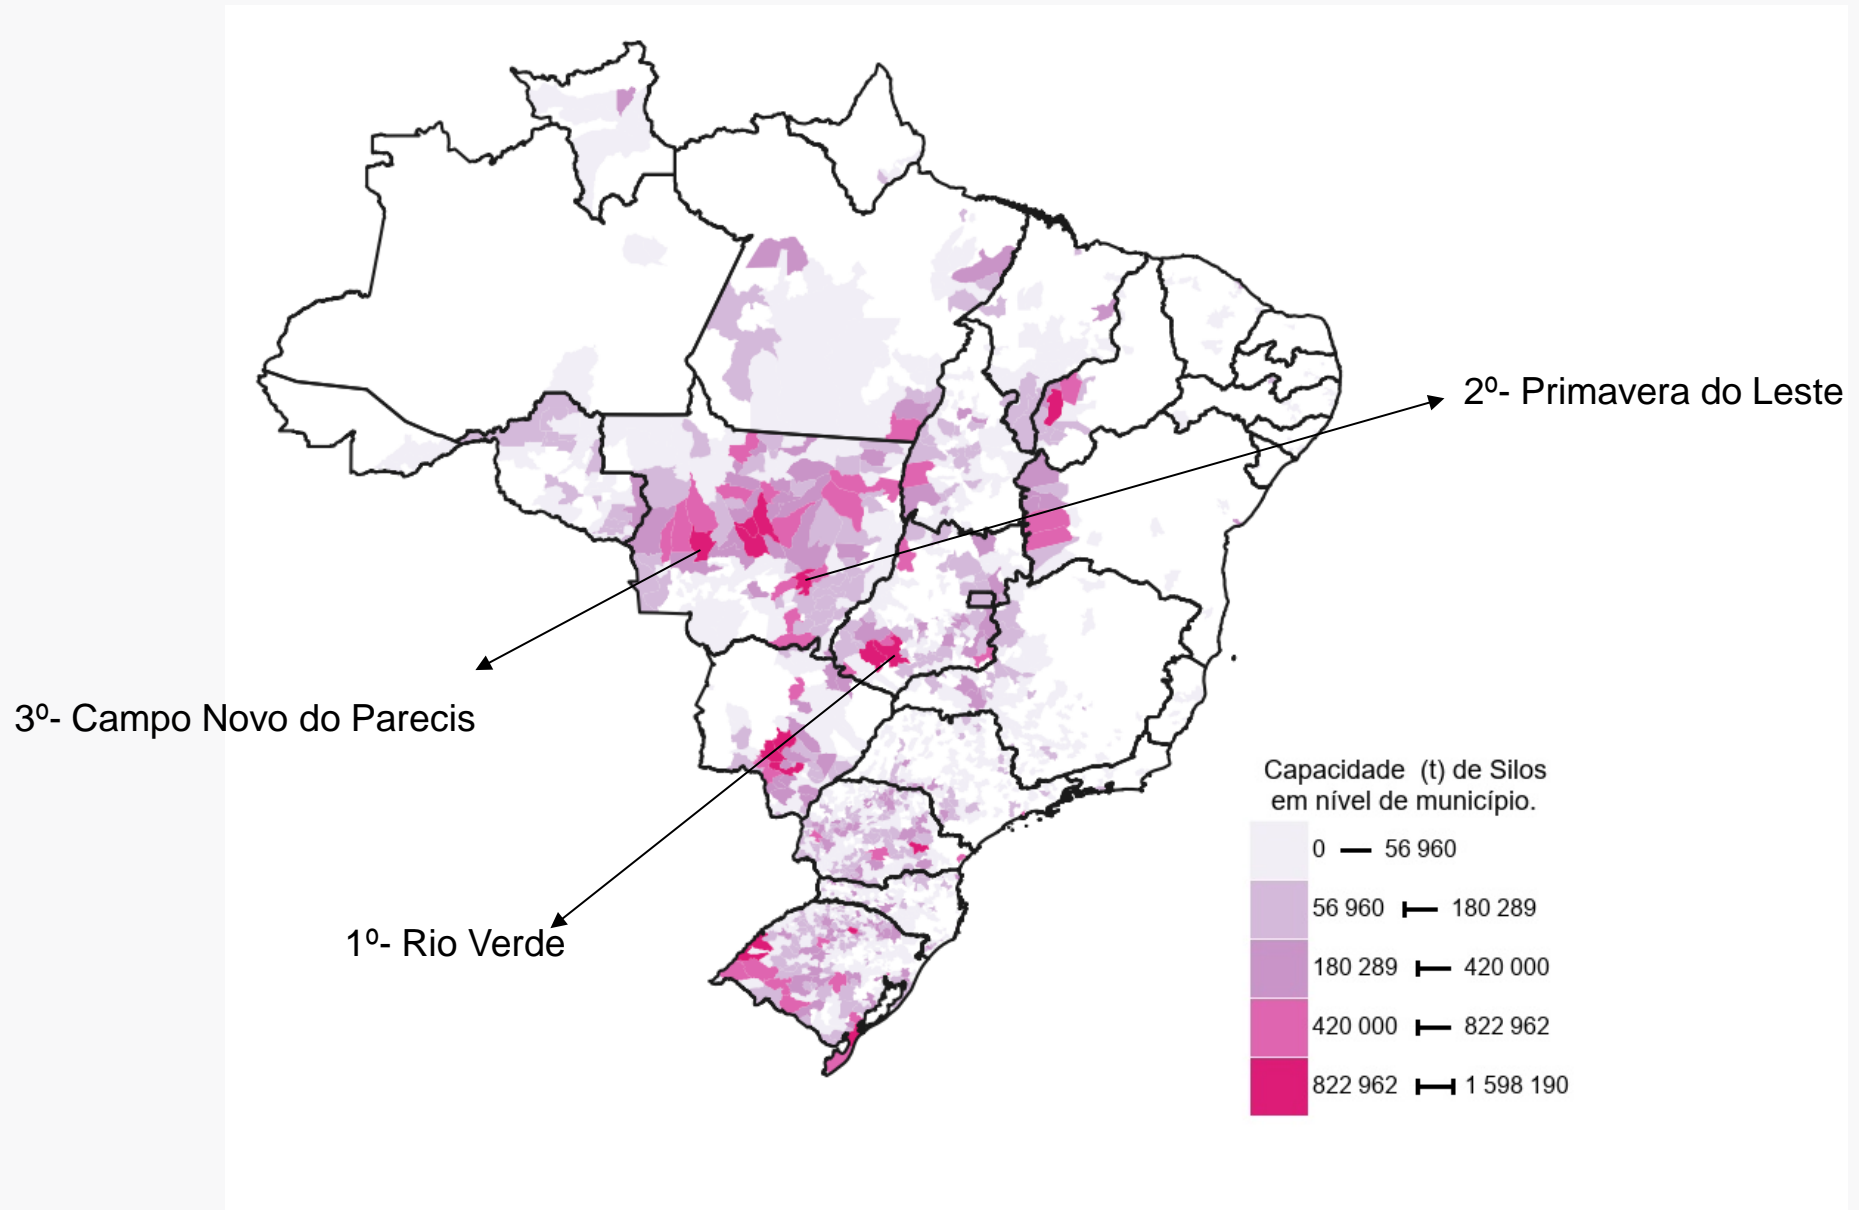 2º- Primavera do Leste
3º- Campo Novo do Parecis
1º- Rio Verde
Capacidade (t) de Silos
em nível de município.
0 — 56 960
56 960 — 180 289
180 289 — 420 000
420 000 — 822 962
822 962 — 1 598 190